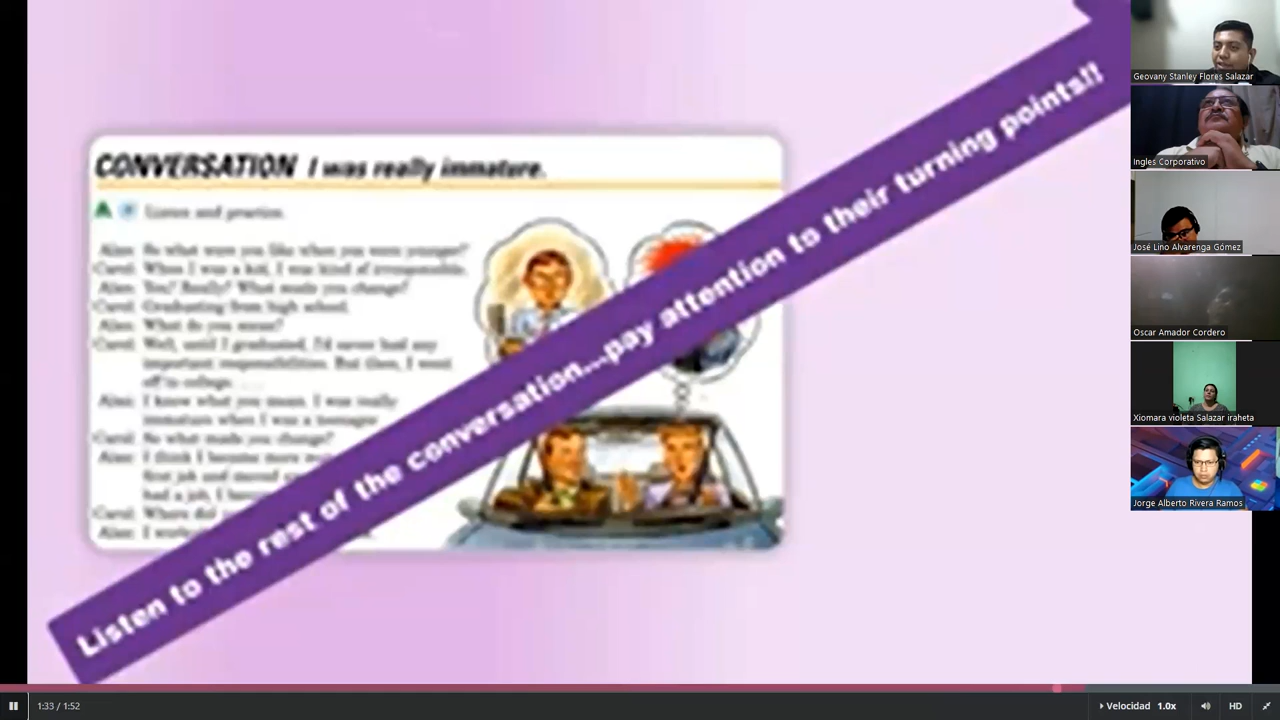 CONVERSATION I was really immature.
A Listen and practice.
Alan: So what were you like when you were younger?
Carol: When I was a kid, I was kind of irresponsible.
Alan: You? Really? What made you change?
Carol: Graduating from high school.
Alan: What do you mean?
Carol: Well, until I graduated, I'd never had any
important responsibilities. But then, I went
off to college. . . .
Alan: I know what you mean. I was really
immature when I was a teenager.
Carol: So what made you change?
Alan: I think I became more
first job and moved
had a job, I
Carol: Where did
Alan: I
Listen to the rest of the conversation...pay attention to their turning points!!
Geovany Stanley Flores Salazar
Ingles Corporativo
José Lino Alvarenga Gómez
Oscar Amador Cordero
Xiomara violeta Salazar iraheta
Jorge Alberto Rivera Ramos
1:33 / 1:52
Velocidad 1.0x
HD